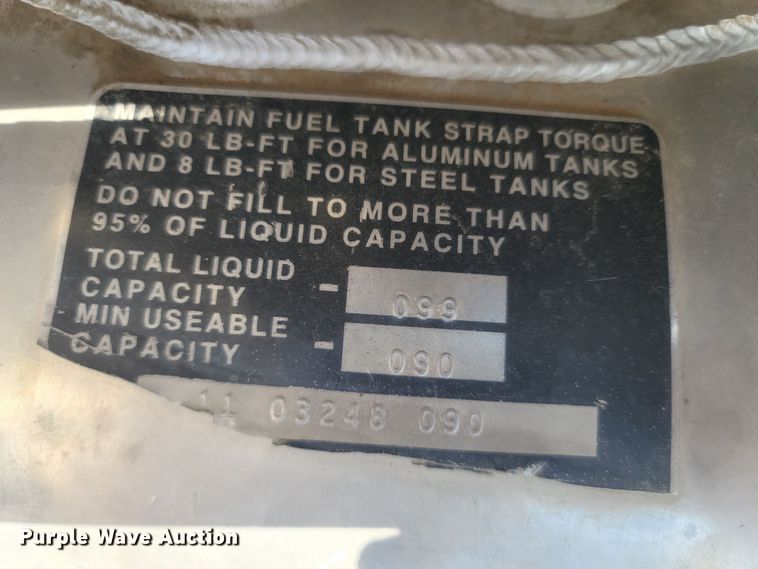 MAINTAIN FUEL TANK STRAP TORQUE
AT 30 LB-FT FOR ALUMINUM TANKS
AND 8 LB-FT FOR STEEL TANKS
DO NOT FILL TO MORE THAN
95% OF LIQUID CAPACITY
TOTAL LIQUID
CAPACITY - 099
MIN USEABLE
CAPACITY - 090
11 03248 090
Purple Wave Auction